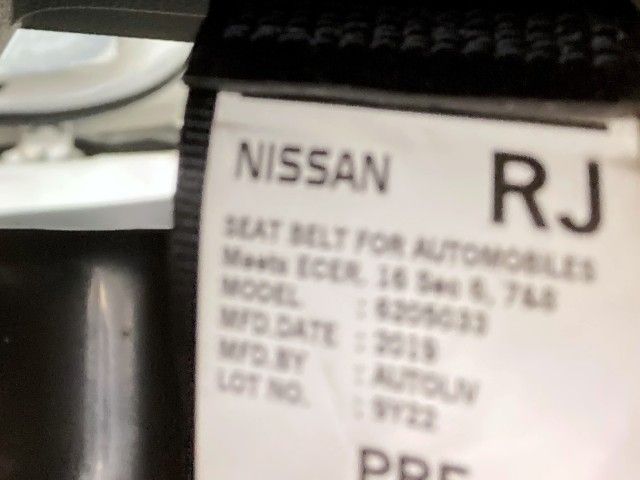 NISSAN RJ
SEAT BELT FOR AUTOMOBILES
Meets ECER. 16 Sec 6, 7&8
MODEL : 6205033
MFD.DATE : 2019
MFD.BY : AUTOLIV
LOT NO. : 9Y22